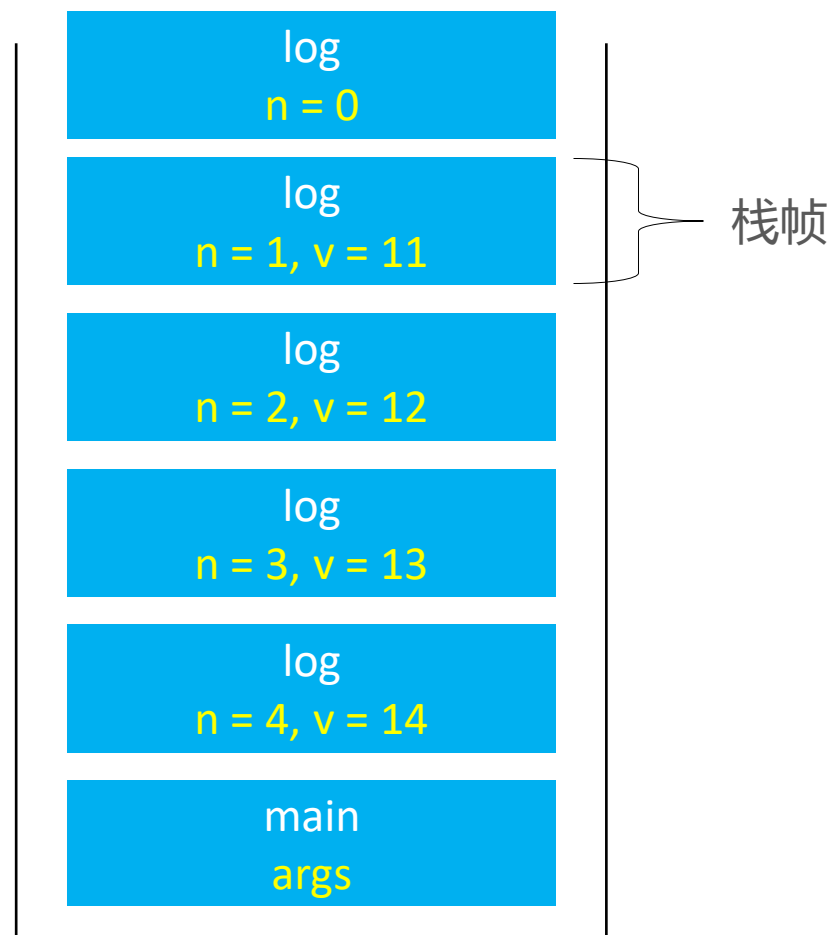 log
n = 0
log
n = 1, v = 11
栈帧
log
n = 2, v = 12
log
n = 3, v = 13
log
n = 4, v = 14
main
args